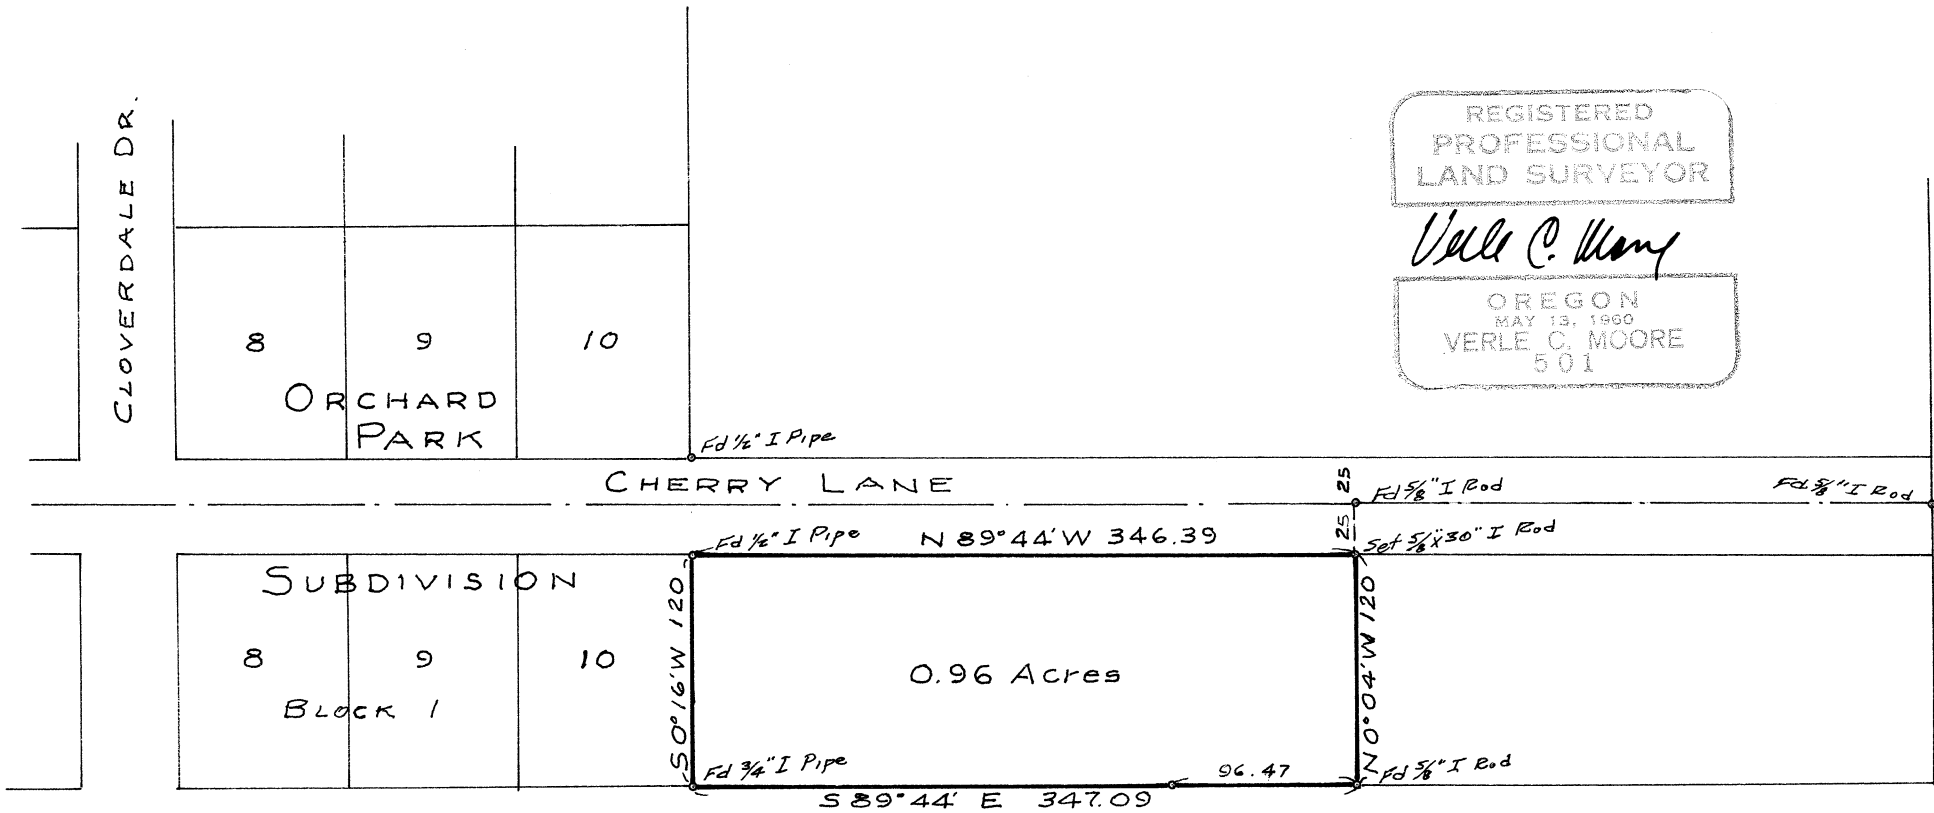 CLOVERDALE DR.
REGISTERED
PROFESSIONAL
LAND SURVEYOR
Verle C. Moore
OREGON
MAY 13, 1960
VERLE C. MOORE
501
8 9 10
ORCHARD
PARK
Fd 1/2" I Pipe
CHERRY LANE
25
Fd 5/8" I Rod
Fd 5/8" I Rod
25
Fd 1/2" I Pipe
N 89°44' W 346.39
Set 5/8"x30" I Rod
SUBDIVISION
S 0°16' W 120
N 0°04' W 120
8 9 10
0.96 Acres
BLOCK 1
Fd 3/4" I Pipe
96.47
Fd 5/8" I Rod
S 89°44' E 347.09